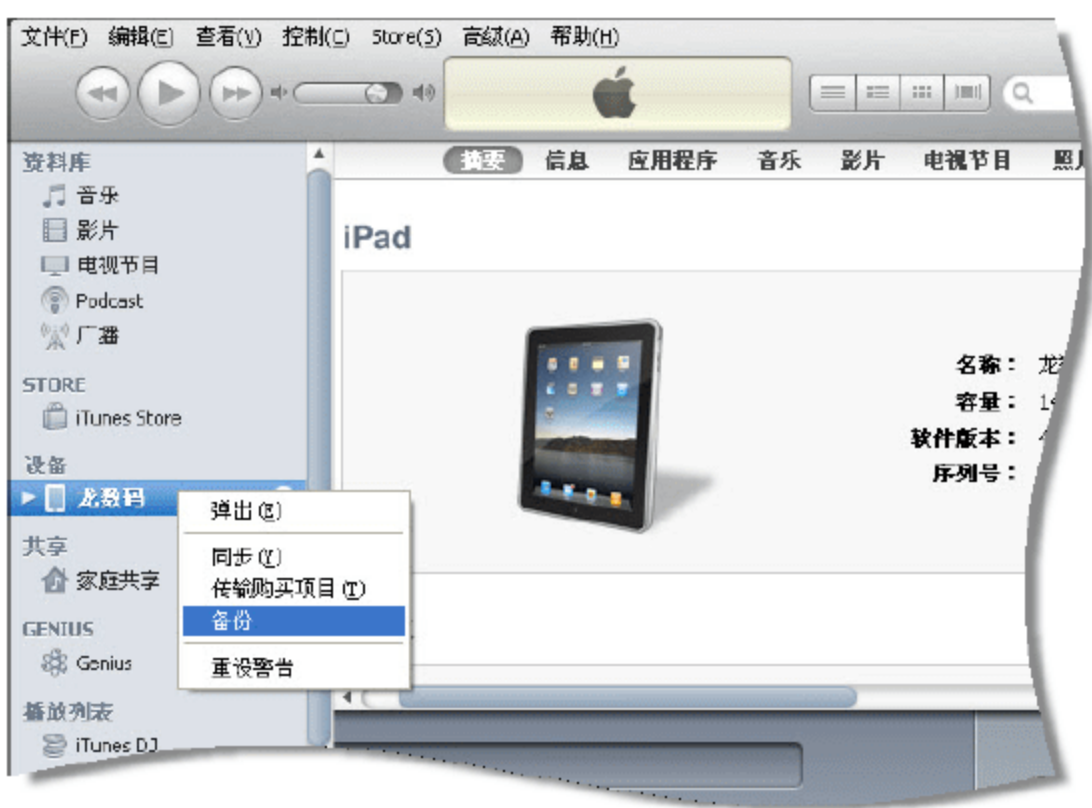 文件(F) 编辑(E) 查看(V) 控制(C) Store(S) 高级(A) 帮助(H)
资料库
音乐
影片
电视节目
Podcast
广播
STORE
iTunes Store
设备
龙数码
共享
家庭共享
GENIUS
Genius
播放列表
iTunes DJ
摘要 信息 应用程序 音乐 影片 电视节目
iPad
名称：
容量：
软件版本：
序列号：
弹出(E)
同步(Y)
传输购买项目(T)
备份
重设警告